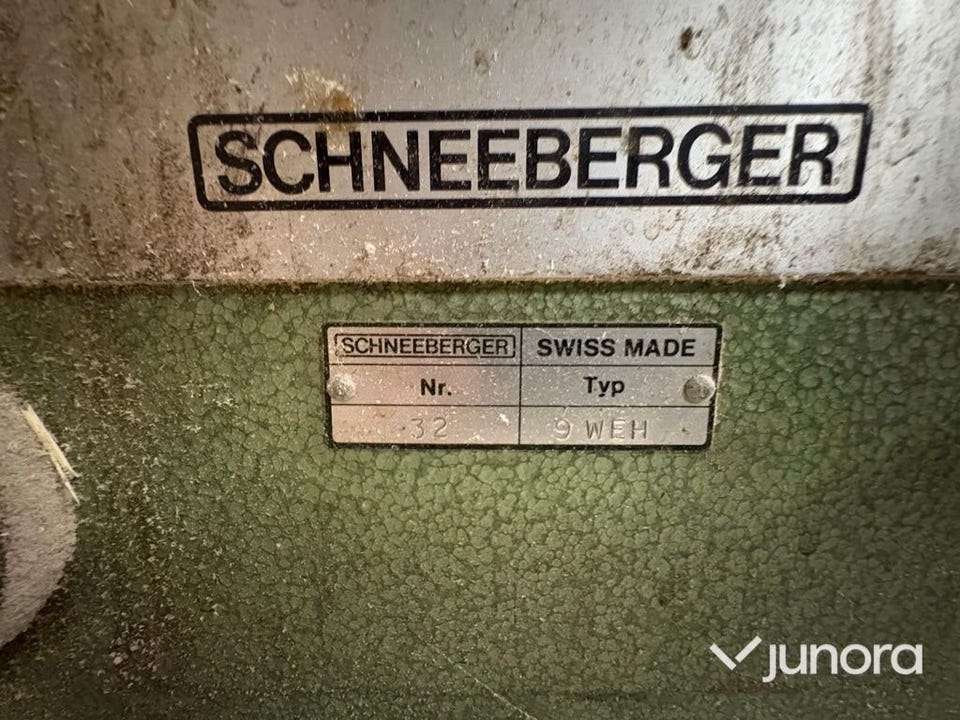 SCHNEEBERGER
SCHNEEBERGER SWISS MADE
Nr. Typ
32 9 WEH
junora